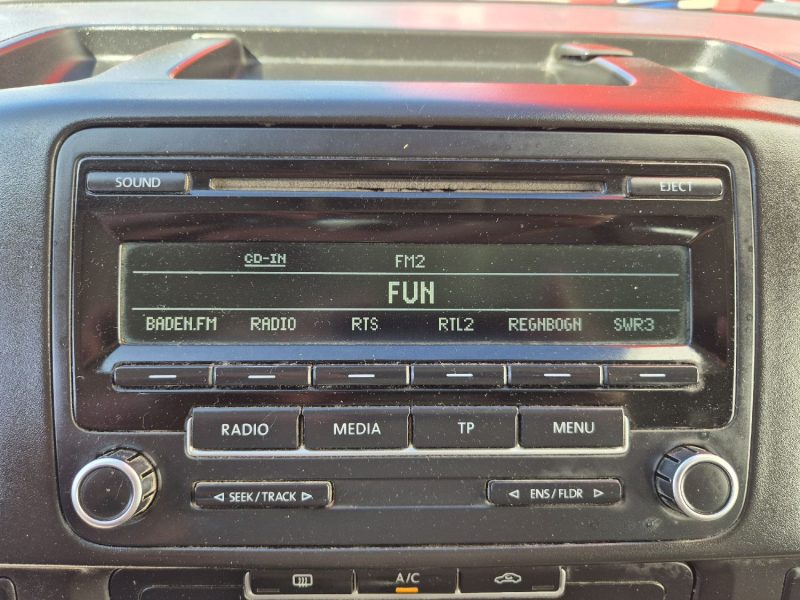 SOUND EJECT
CD-IN FM2
FUN
BADEN.FM RADIO RTS RTL2 REGNBOGN SWR3
RADIO MEDIA TP MENU
SEEK/TRACK ENS/FLDR
A/C